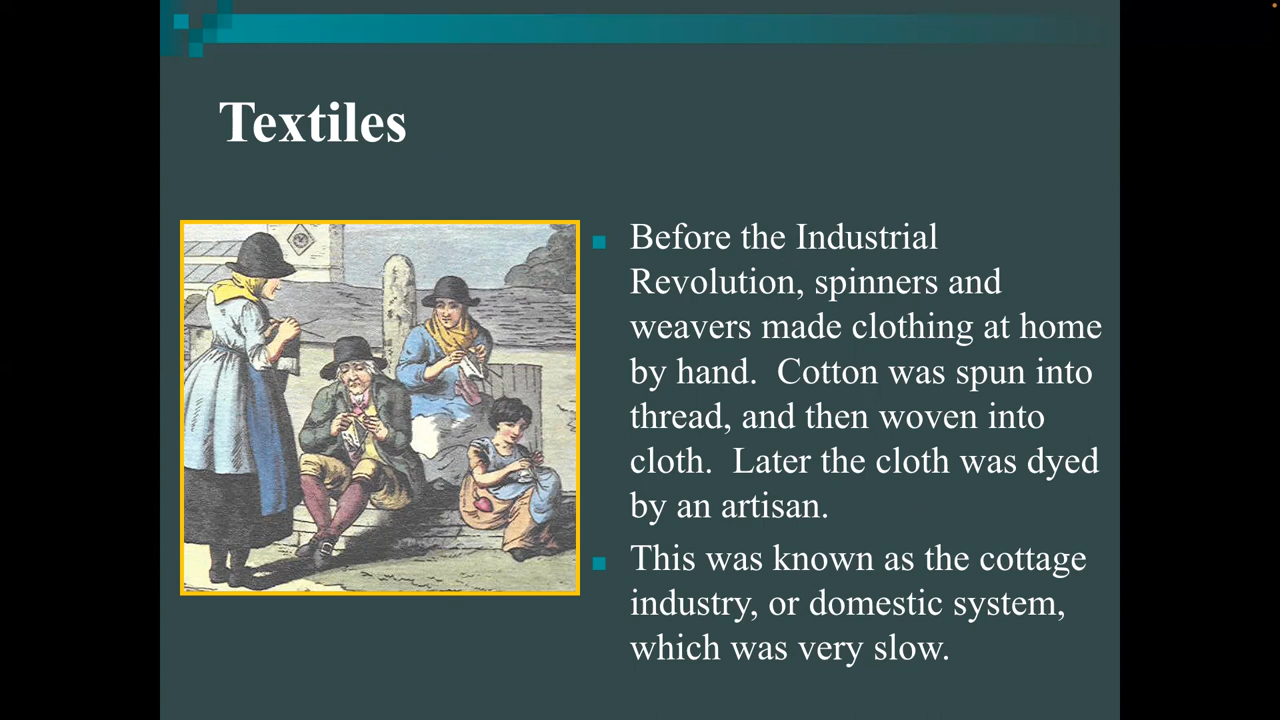 Textiles
Before the Industrial
Revolution, spinners and
weavers made clothing at home
by hand.  Cotton was spun into
thread, and then woven into
cloth.  Later the cloth was dyed
by an artisan.
This was known as the cottage
industry, or domestic system,
which was very slow.